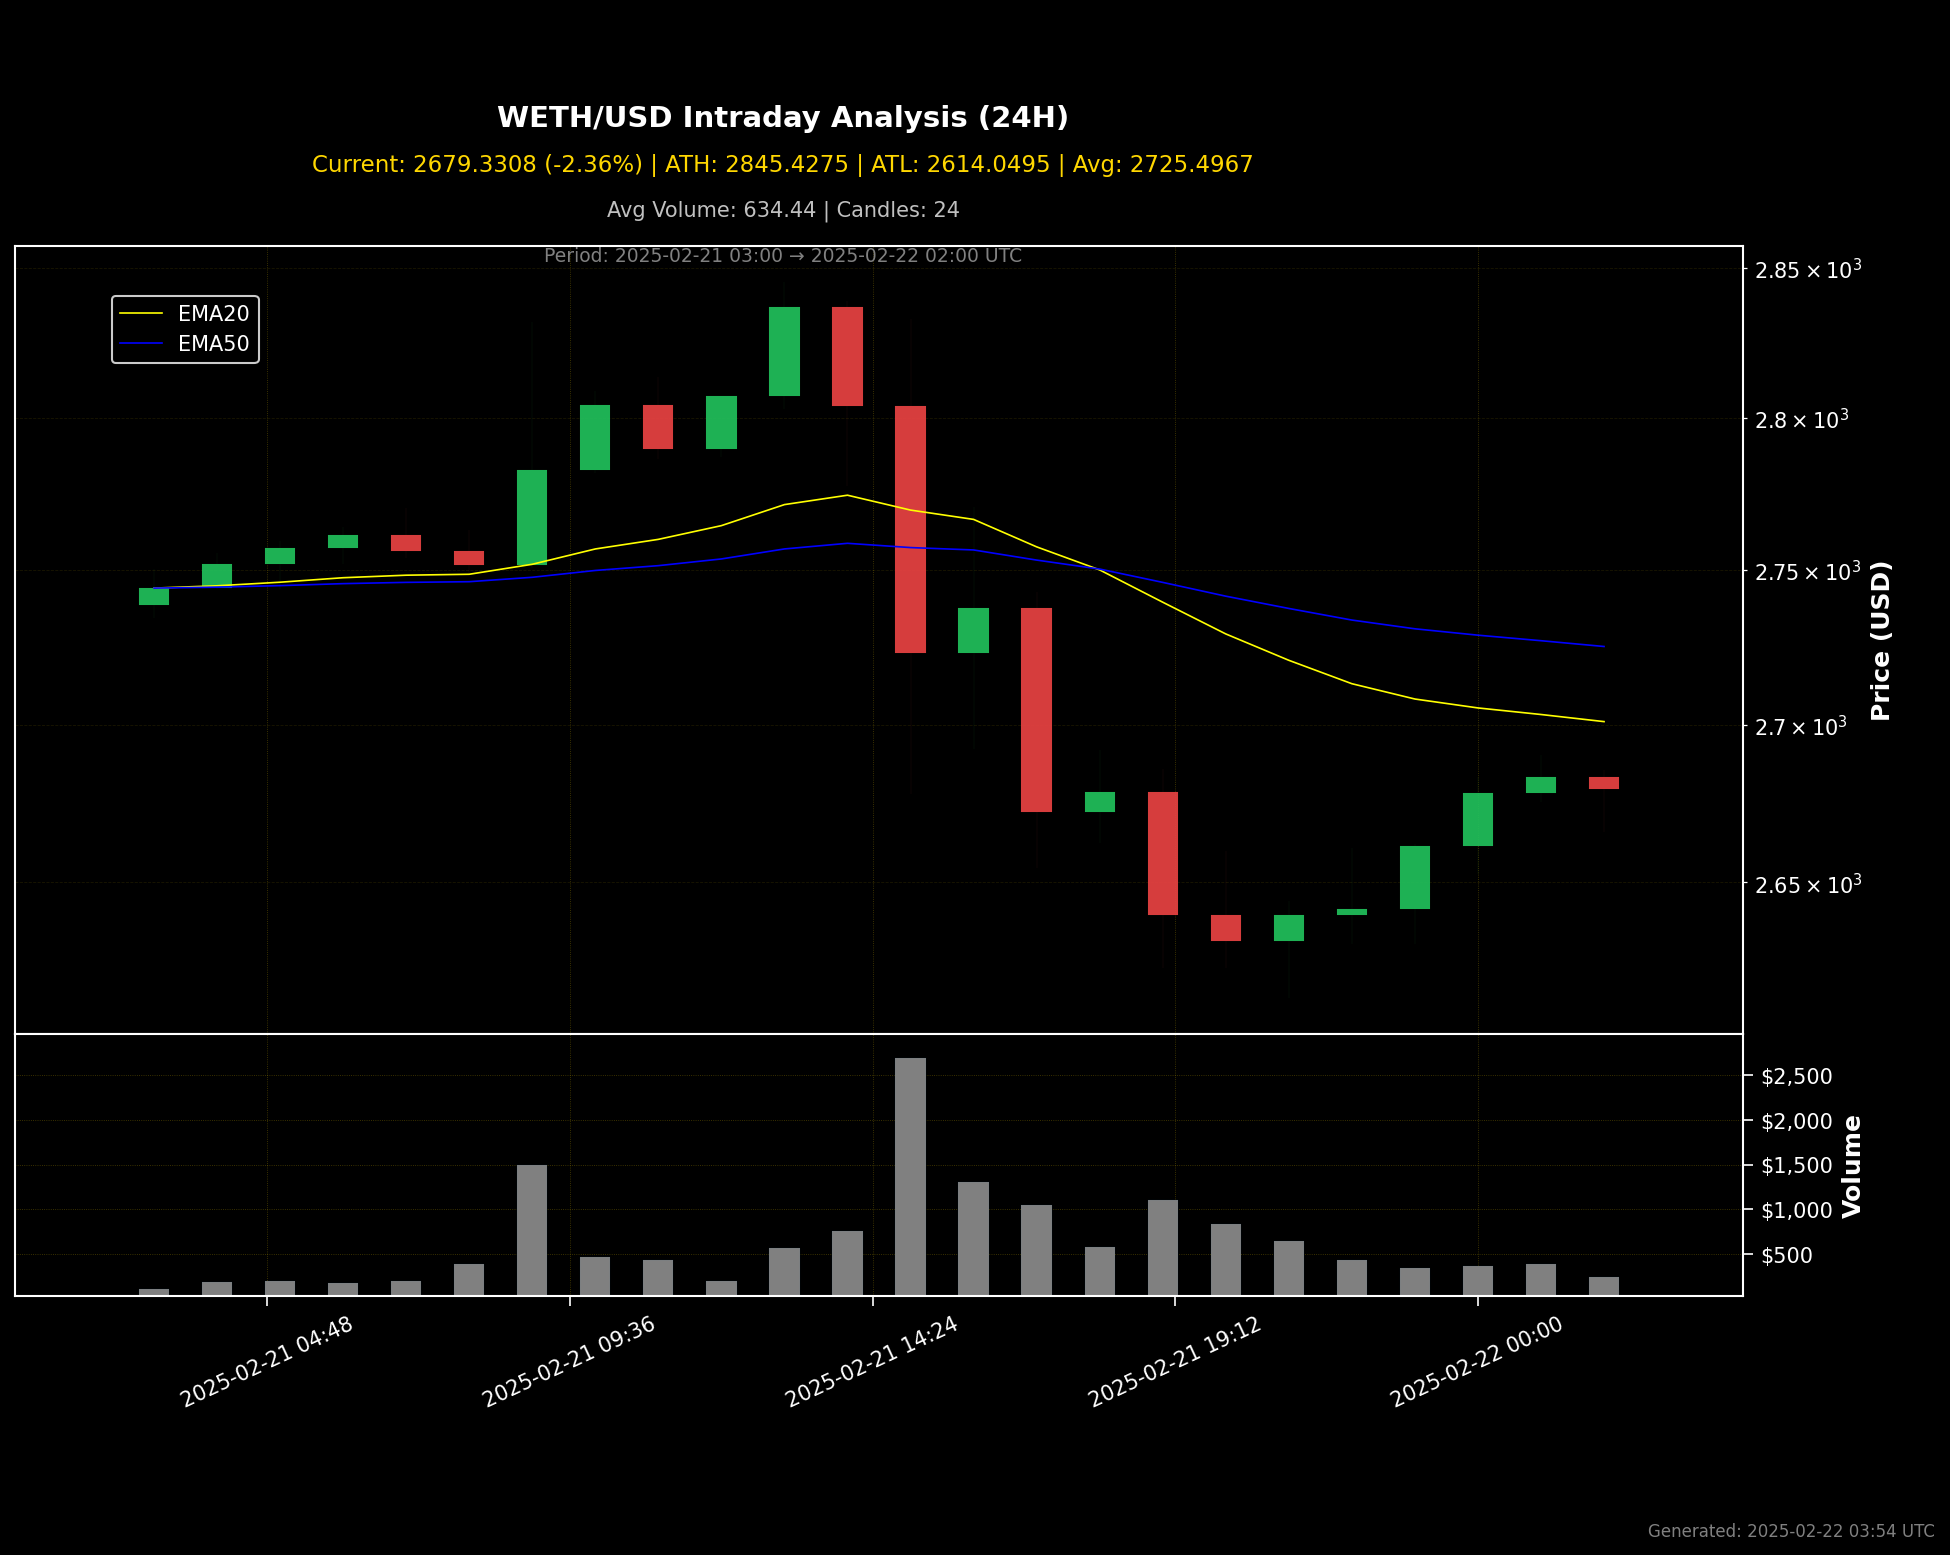 WETH/USD Intraday Analysis (24H)
Current: 2679.3308 (-2.36%) | ATH: 2845.4275 | ATL: 2614.0495 | Avg: 2725.4967
Avg Volume: 634.44 | Candles: 24
Period: 2025-02-21 03:00 → 2025-02-22 02:00 UTC
EMA20
EMA50
2.85 × 10³
2.8 × 10³
2.75 × 10³
2.7 × 10³
2.65 × 10³
Price (USD)
$2,500
$2,000
$1,500
$1,000
$500
Volume
2025-02-21 04:48
2025-02-21 09:36
2025-02-21 14:24
2025-02-21 19:12
2025-02-22 00:00
Generated: 2025-02-22 03:54 UTC